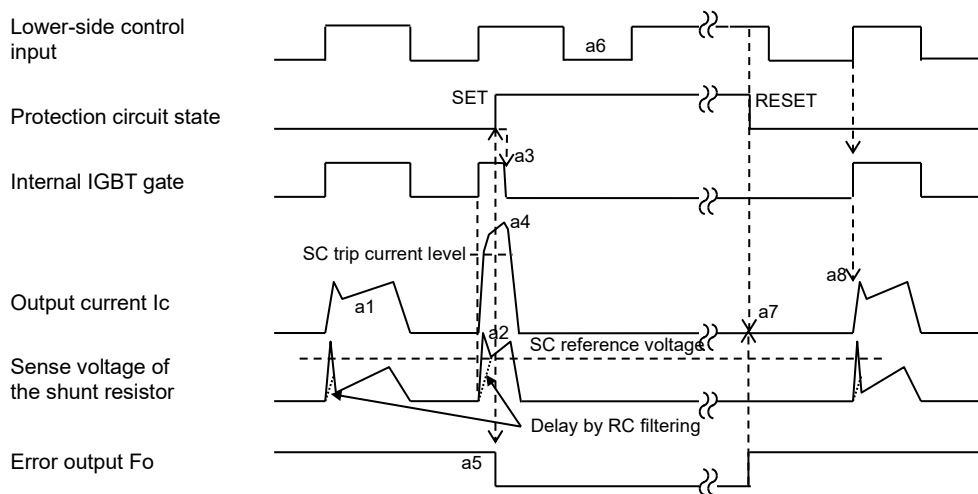 Lower-side control
input
a6
SET
RESET
Protection circuit state
a3
Internal IGBT gate
a4
SC trip current level
a8
Output current Ic
a1
a7
a2
SC reference voltage
Sense voltage of
the shunt resistor
Delay by RC filtering
Error output Fo
a5